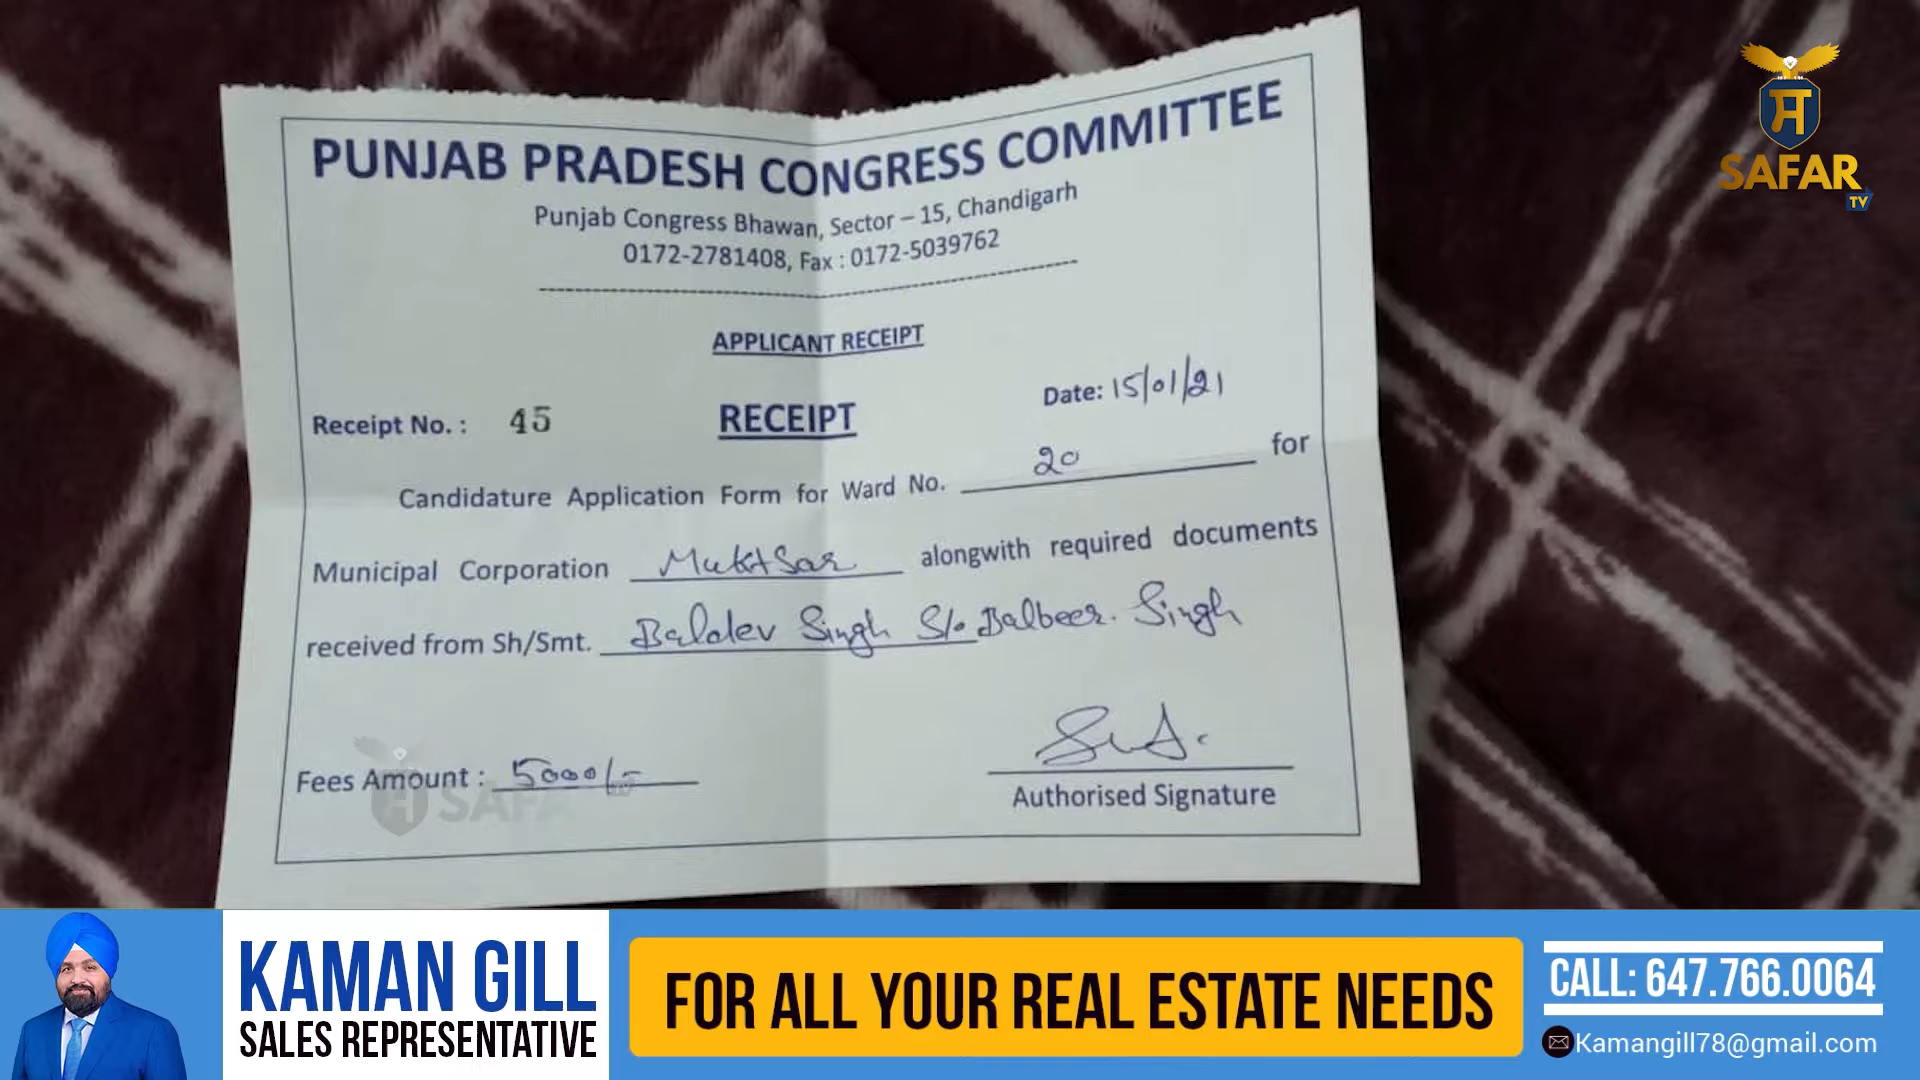 PUNJAB PRADESH CONGRESS COMMITTEE
Punjab Congress Bhawan, Sector – 15, Chandigarh
0172-2781408, Fax : 0172-5039762
APPLICANT RECEIPT
Receipt No. : 45 RECEIPT Date: 15/01/21
Candidature Application Form for Ward No. 20 for
Municipal Corporation Muktsar alongwith required documents
received from Sh/Smt. Baldev Singh S/o Balbeer. Singh
Fees Amount : 5000/-
Authorised Signature
ਸ
SAFAR
TV
ਸ SAFA
KAMAN GILL
SALES REPRESENTATIVE
FOR ALL YOUR REAL ESTATE NEEDS
CALL: 647.766.0064
Kamangill78@gmail.com